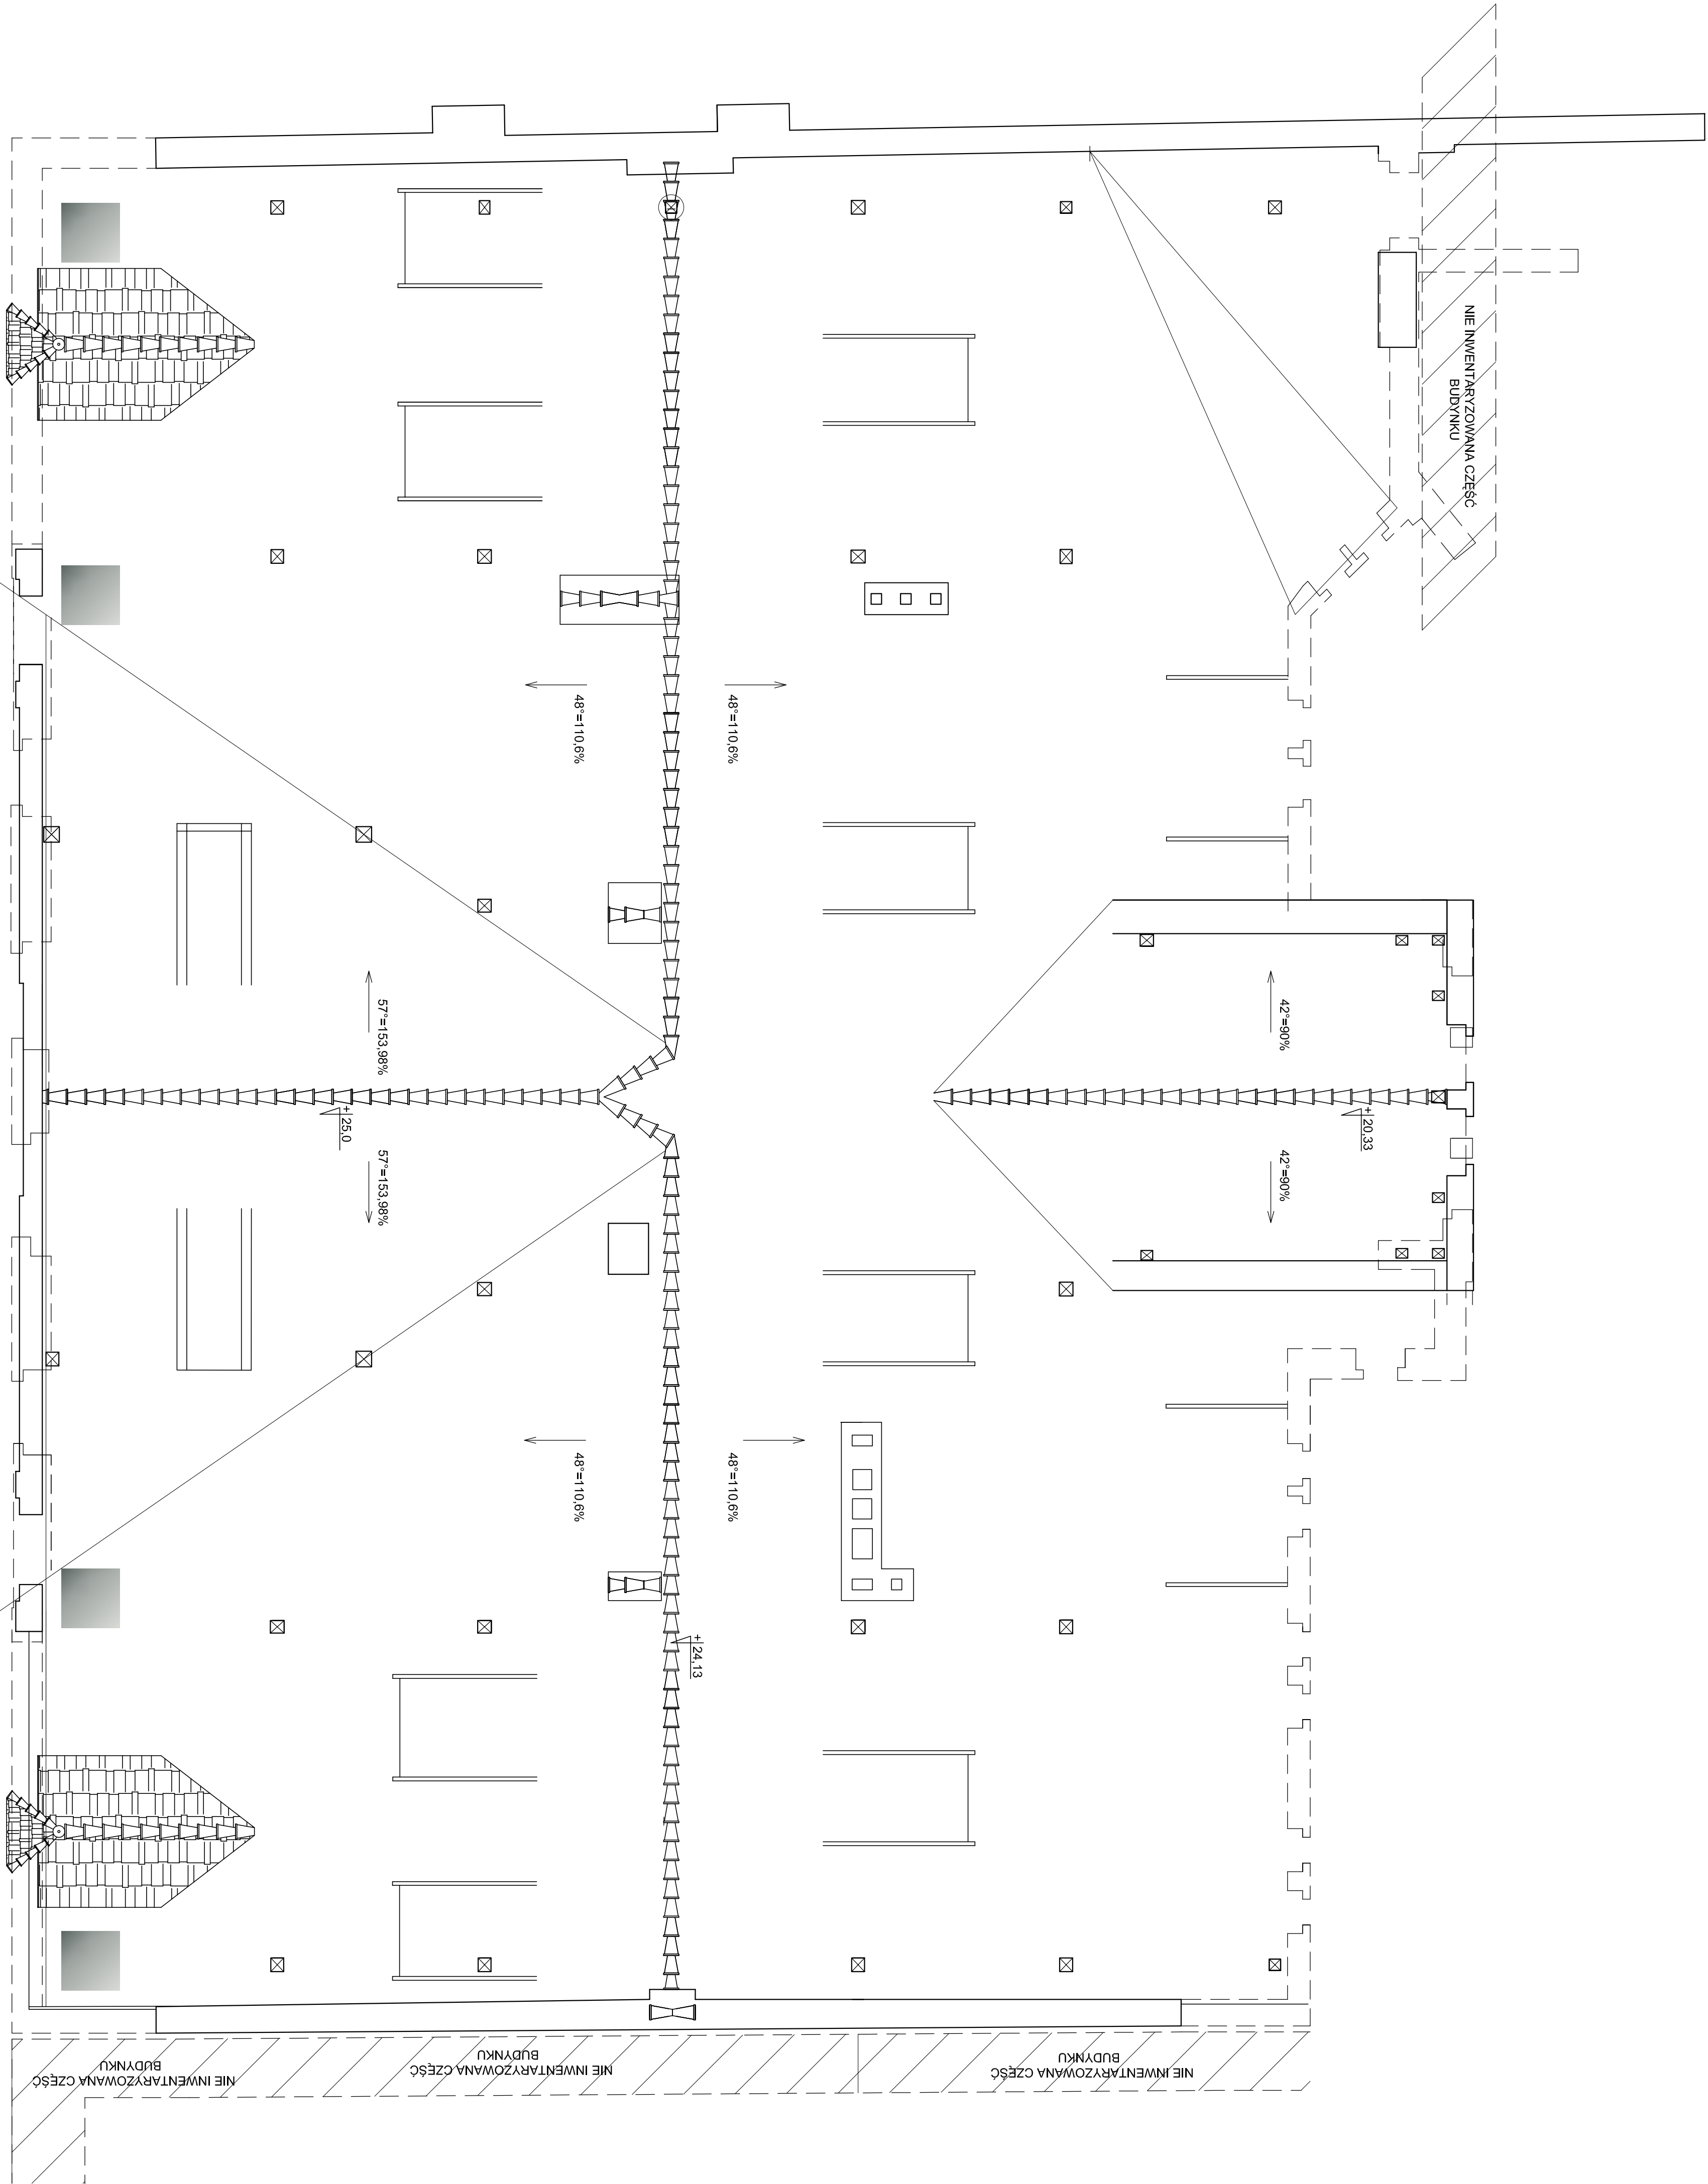 NIE INWENTARYZOWANA CZĘŚĆ
BUDYNKU
48°=110,6%
48°=110,6%
57°=153,98%
42°=90%
+25,0
+20,33
57°=153,98%
42°=90%
48°=110,6%
48°=110,6%
+24,13
NIE INWENTARYZOWANA CZĘŚĆ
BUDYNKU
NIE INWENTARYZOWANA CZĘŚĆ
BUDYNKU
NIE INWENTARYZOWANA CZĘŚĆ
BUDYNKU